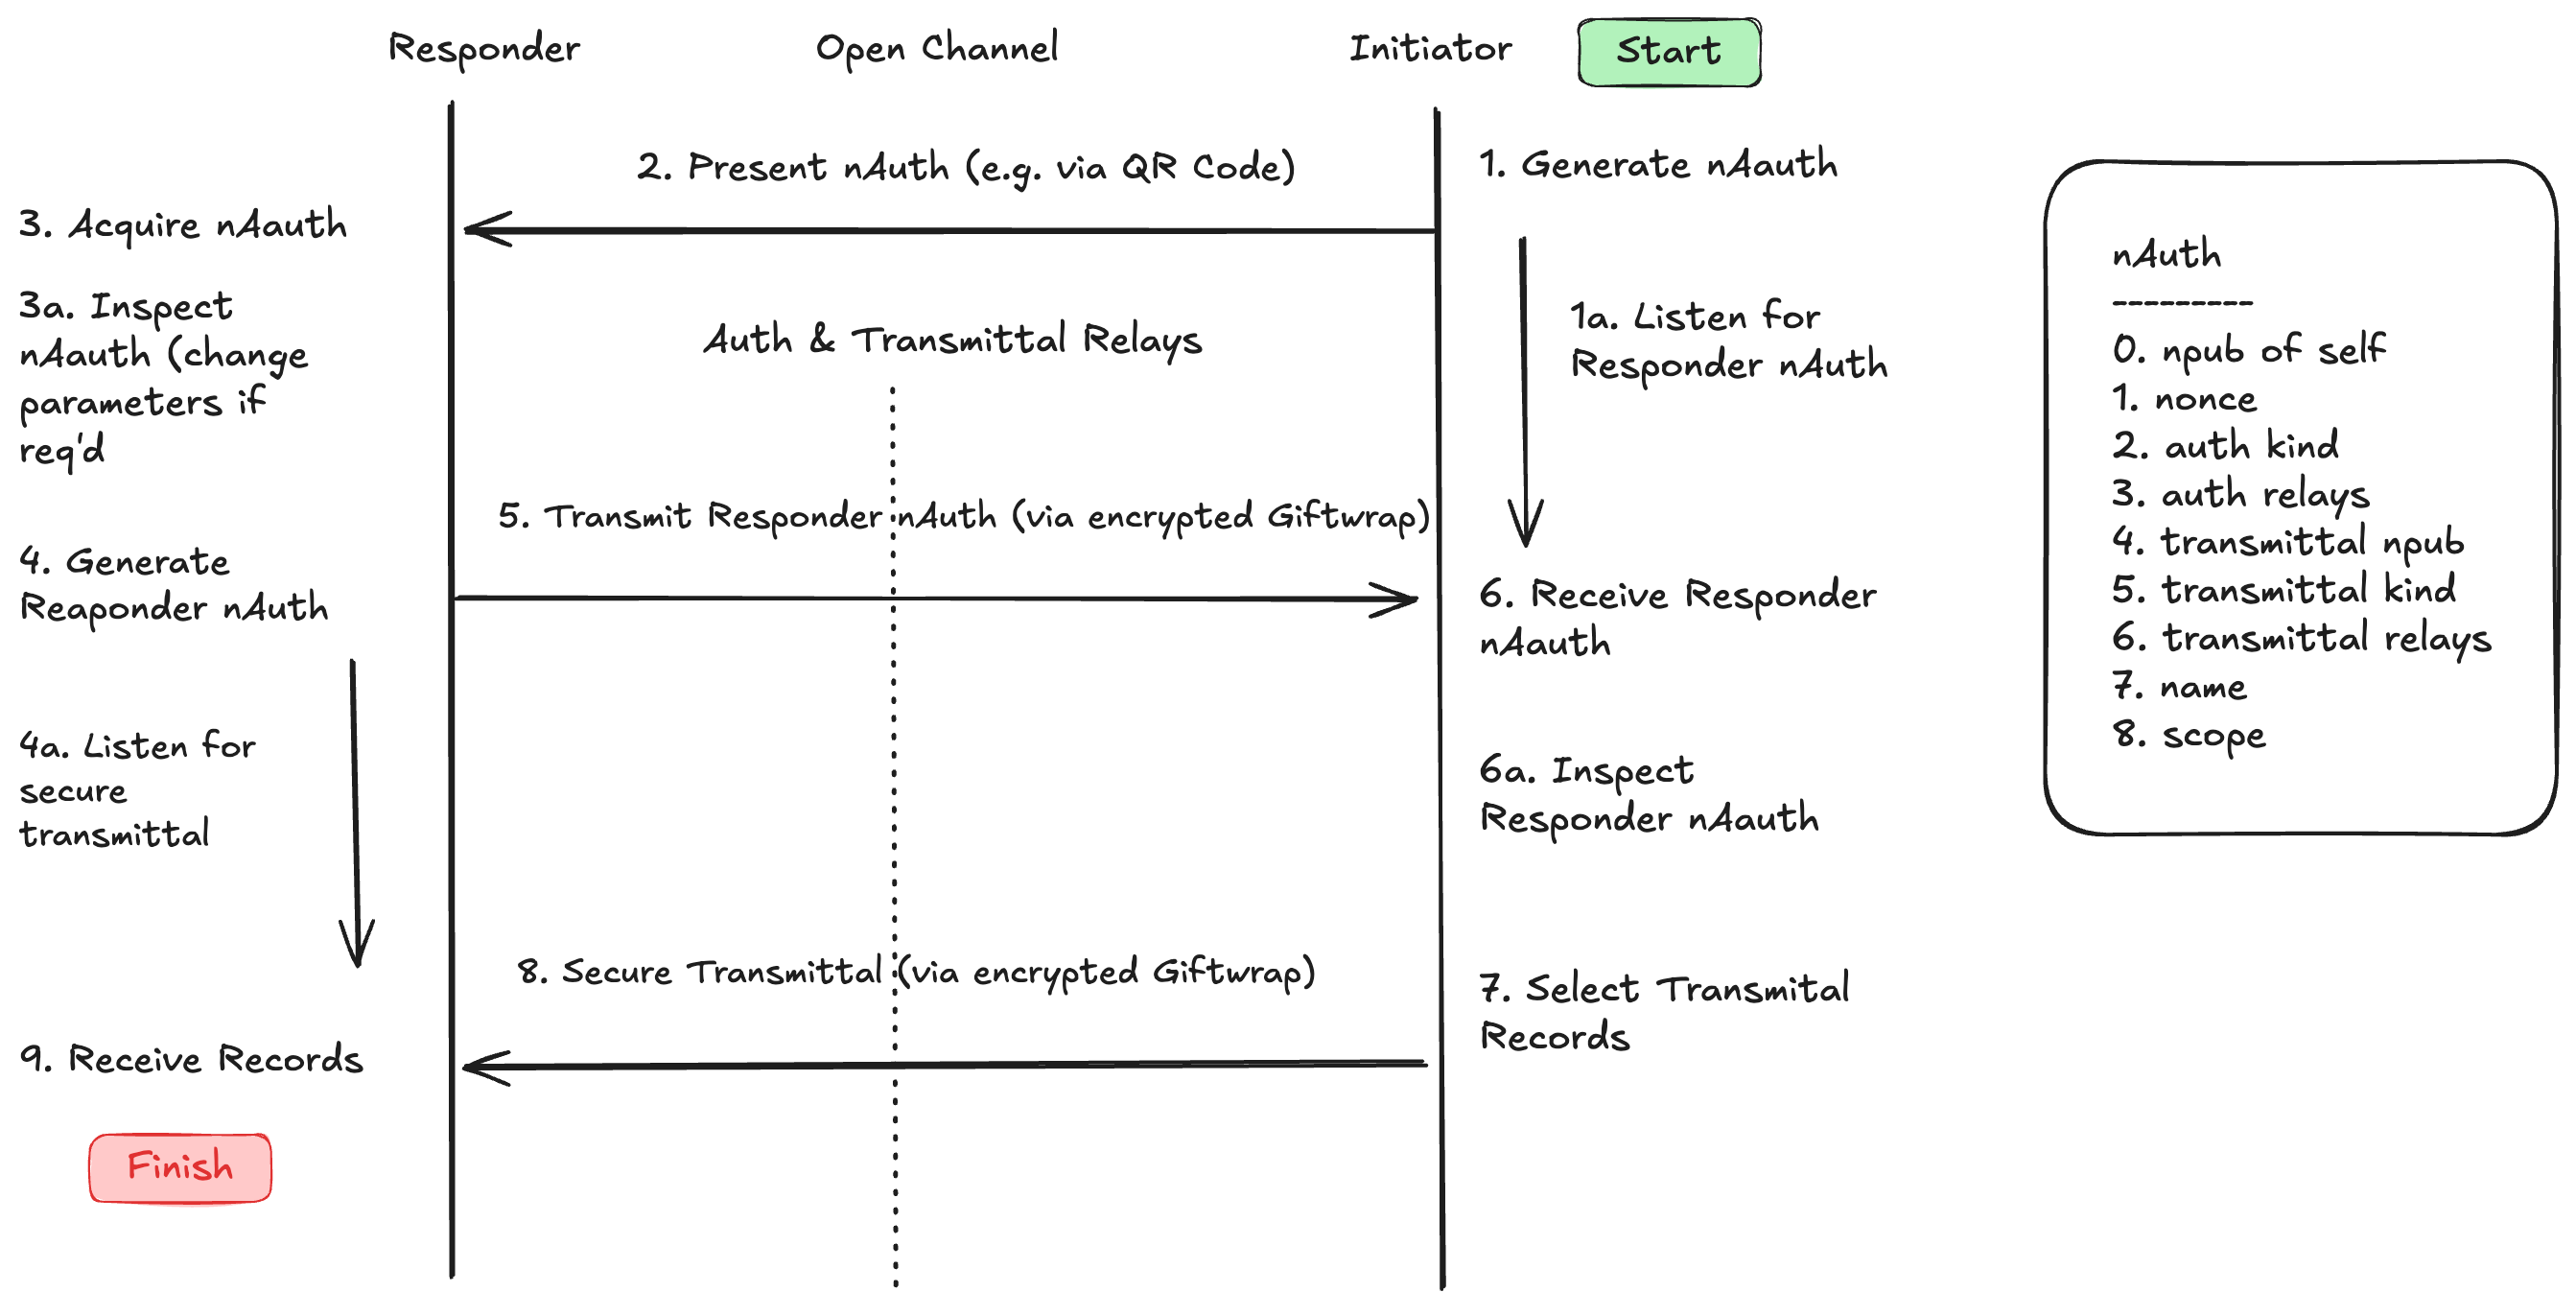 Responder
Open Channel
Initiator
Start
2. Present nAuth (e.g. via QR Code)
1. Generate nAauth
3. Acquire nAauth
3a. Inspect
nAauth (change
parameters if
req'd
Auth & Transmittal Relays
1a. Listen for
Responder nAuth
5. Transmit Responder nAuth (via encrypted Giftwrap)
4. Generate
Reaponder nAuth
6. Receive Responder
nAauth
4a. Listen for
secure
transmittal
6a. Inspect
Responder nAauth
8. Secure Transmittal (via encrypted Giftwrap)
7. Select Transmital
Records
9. Receive Records
Finish
nAuth
---------
0. npub of self
1. nonce
2. auth kind
3. auth relays
4. transmittal npub
5. transmittal kind
6. transmittal relays
7. name
8. scope